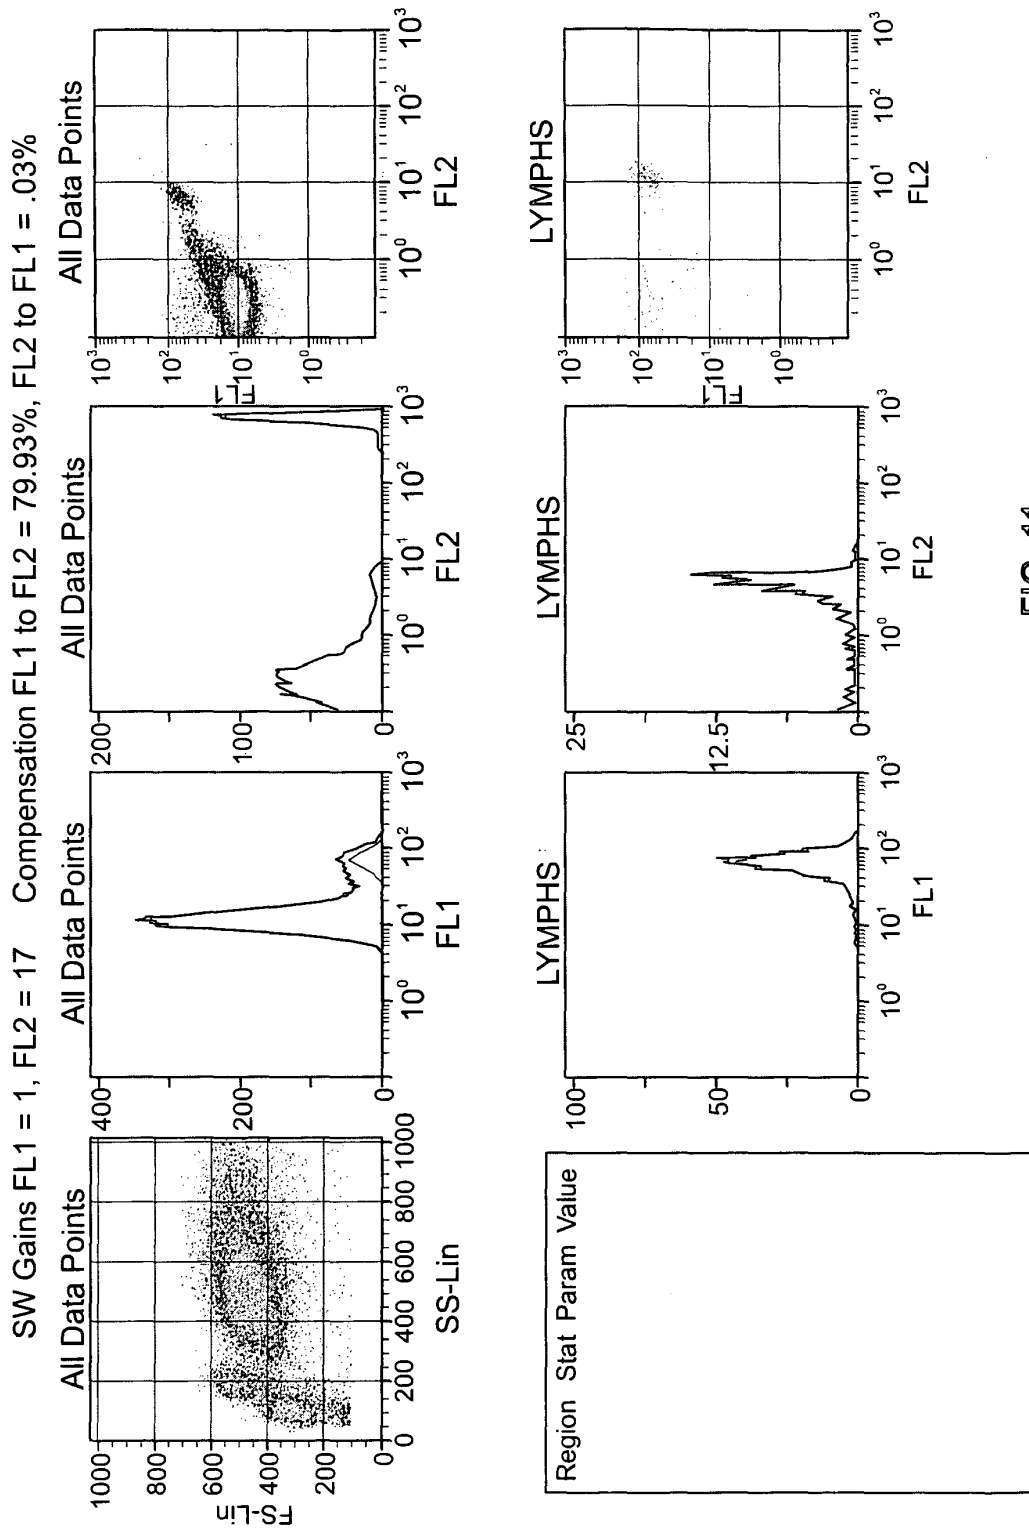 SW Gains FL1 = 1, FL2 = 17 Compensation FL1 to FL2 = 79.93%, FL2 to FL1 = .03%
All Data Points
1000
800
600
400
200
0
FS-Lin
0 200 400 600 800 1000
SS-Lin
All Data Points
400
200
0
10⁰ 10¹ 10² 10³
FL1
All Data Points
200
100
0
10⁰ 10¹ 10² 10³
FL2
All Data Points
10³
10²
10¹
10⁰
FL1
10⁰ 10¹ 10² 10³
FL2
Region Stat Param Value
LYMPHS
100
50
0
10⁰ 10¹ 10² 10³
FL1
LYMPHS
25
12.5
0
10⁰ 10¹ 10² 10³
FL2
LYMPHS
10³
10²
10¹
10⁰
FL1
10⁰ 10¹ 10² 10³
FL2